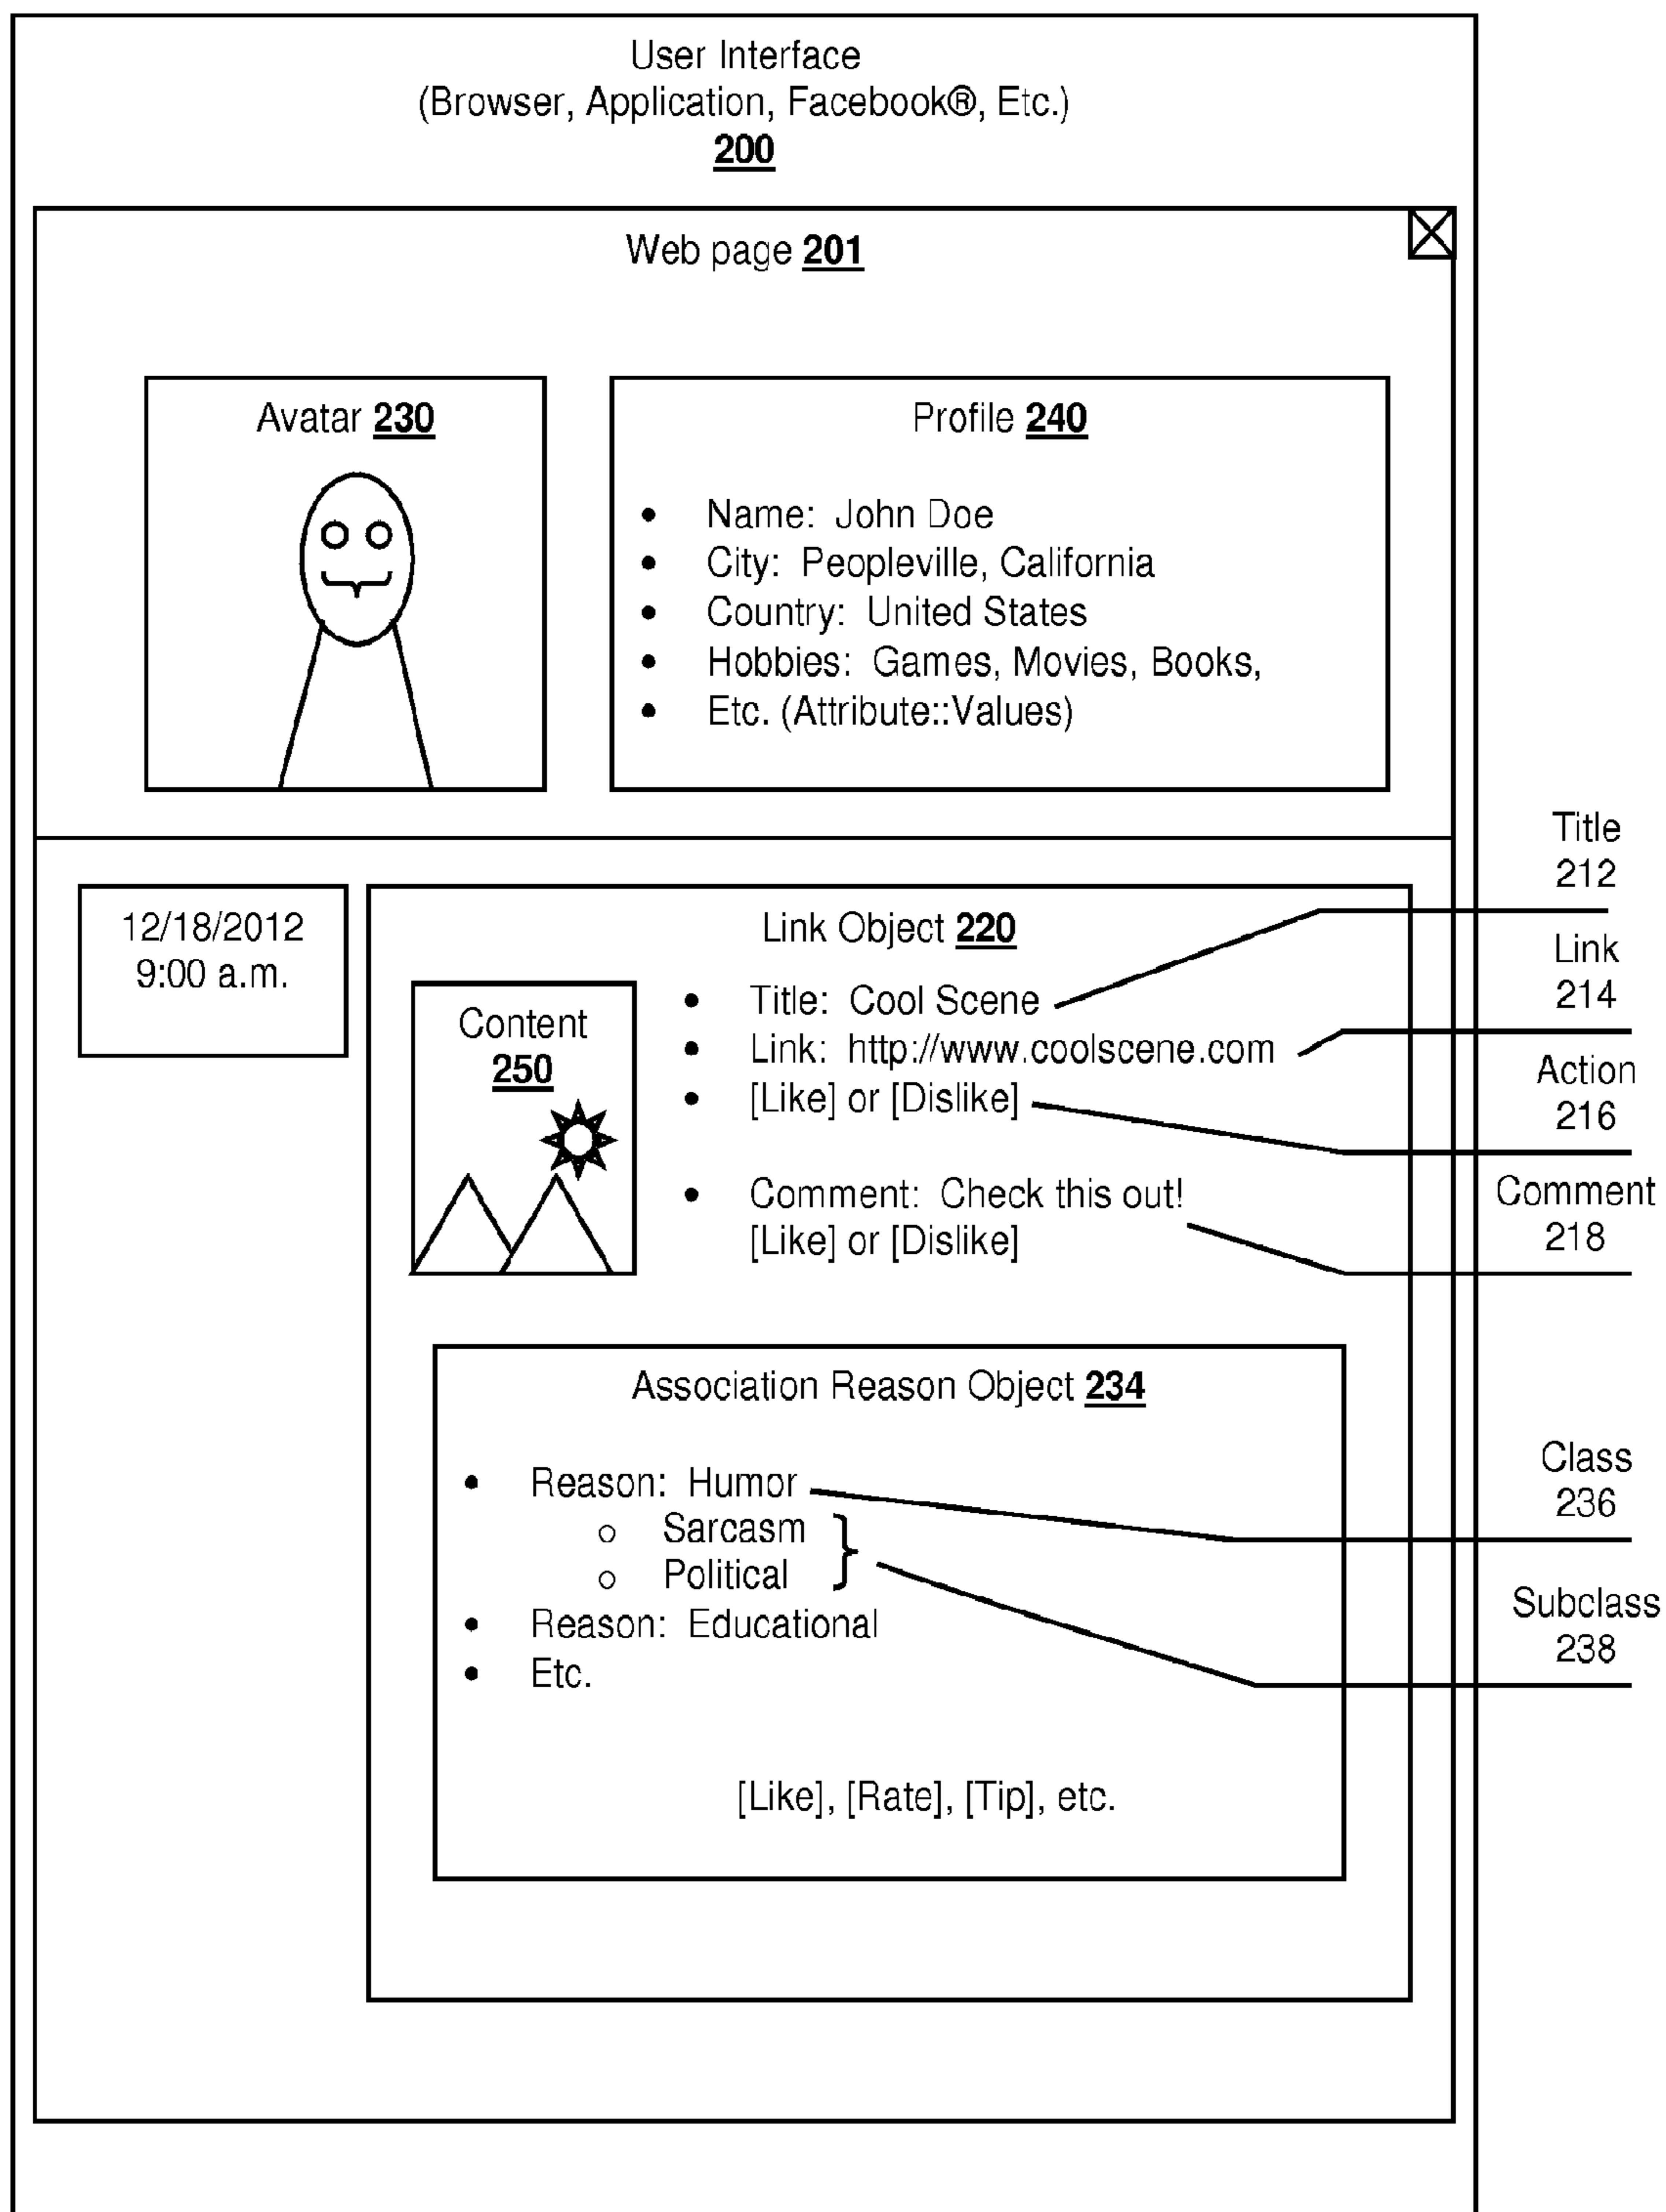 User Interface
(Browser, Application, Facebook®, Etc.)
200
Web page 201
Avatar 230
Profile 240
• Name: John Doe
• City: Peopleville, California
• Country: United States
• Hobbies: Games, Movies, Books,
• Etc. (Attribute::Values)
12/18/2012
9:00 a.m.
Link Object 220
Content
250
• Title: Cool Scene
• Link: http://www.coolscene.com
• [Like] or [Dislike]
• Comment: Check this out!
[Like] or [Dislike]
Title
212
Link
214
Action
216
Comment
218
Association Reason Object 234
• Reason: Humor
○ Sarcasm
○ Political
• Reason: Educational
• Etc.
[Like], [Rate], [Tip], etc.
Class
236
Subclass
238